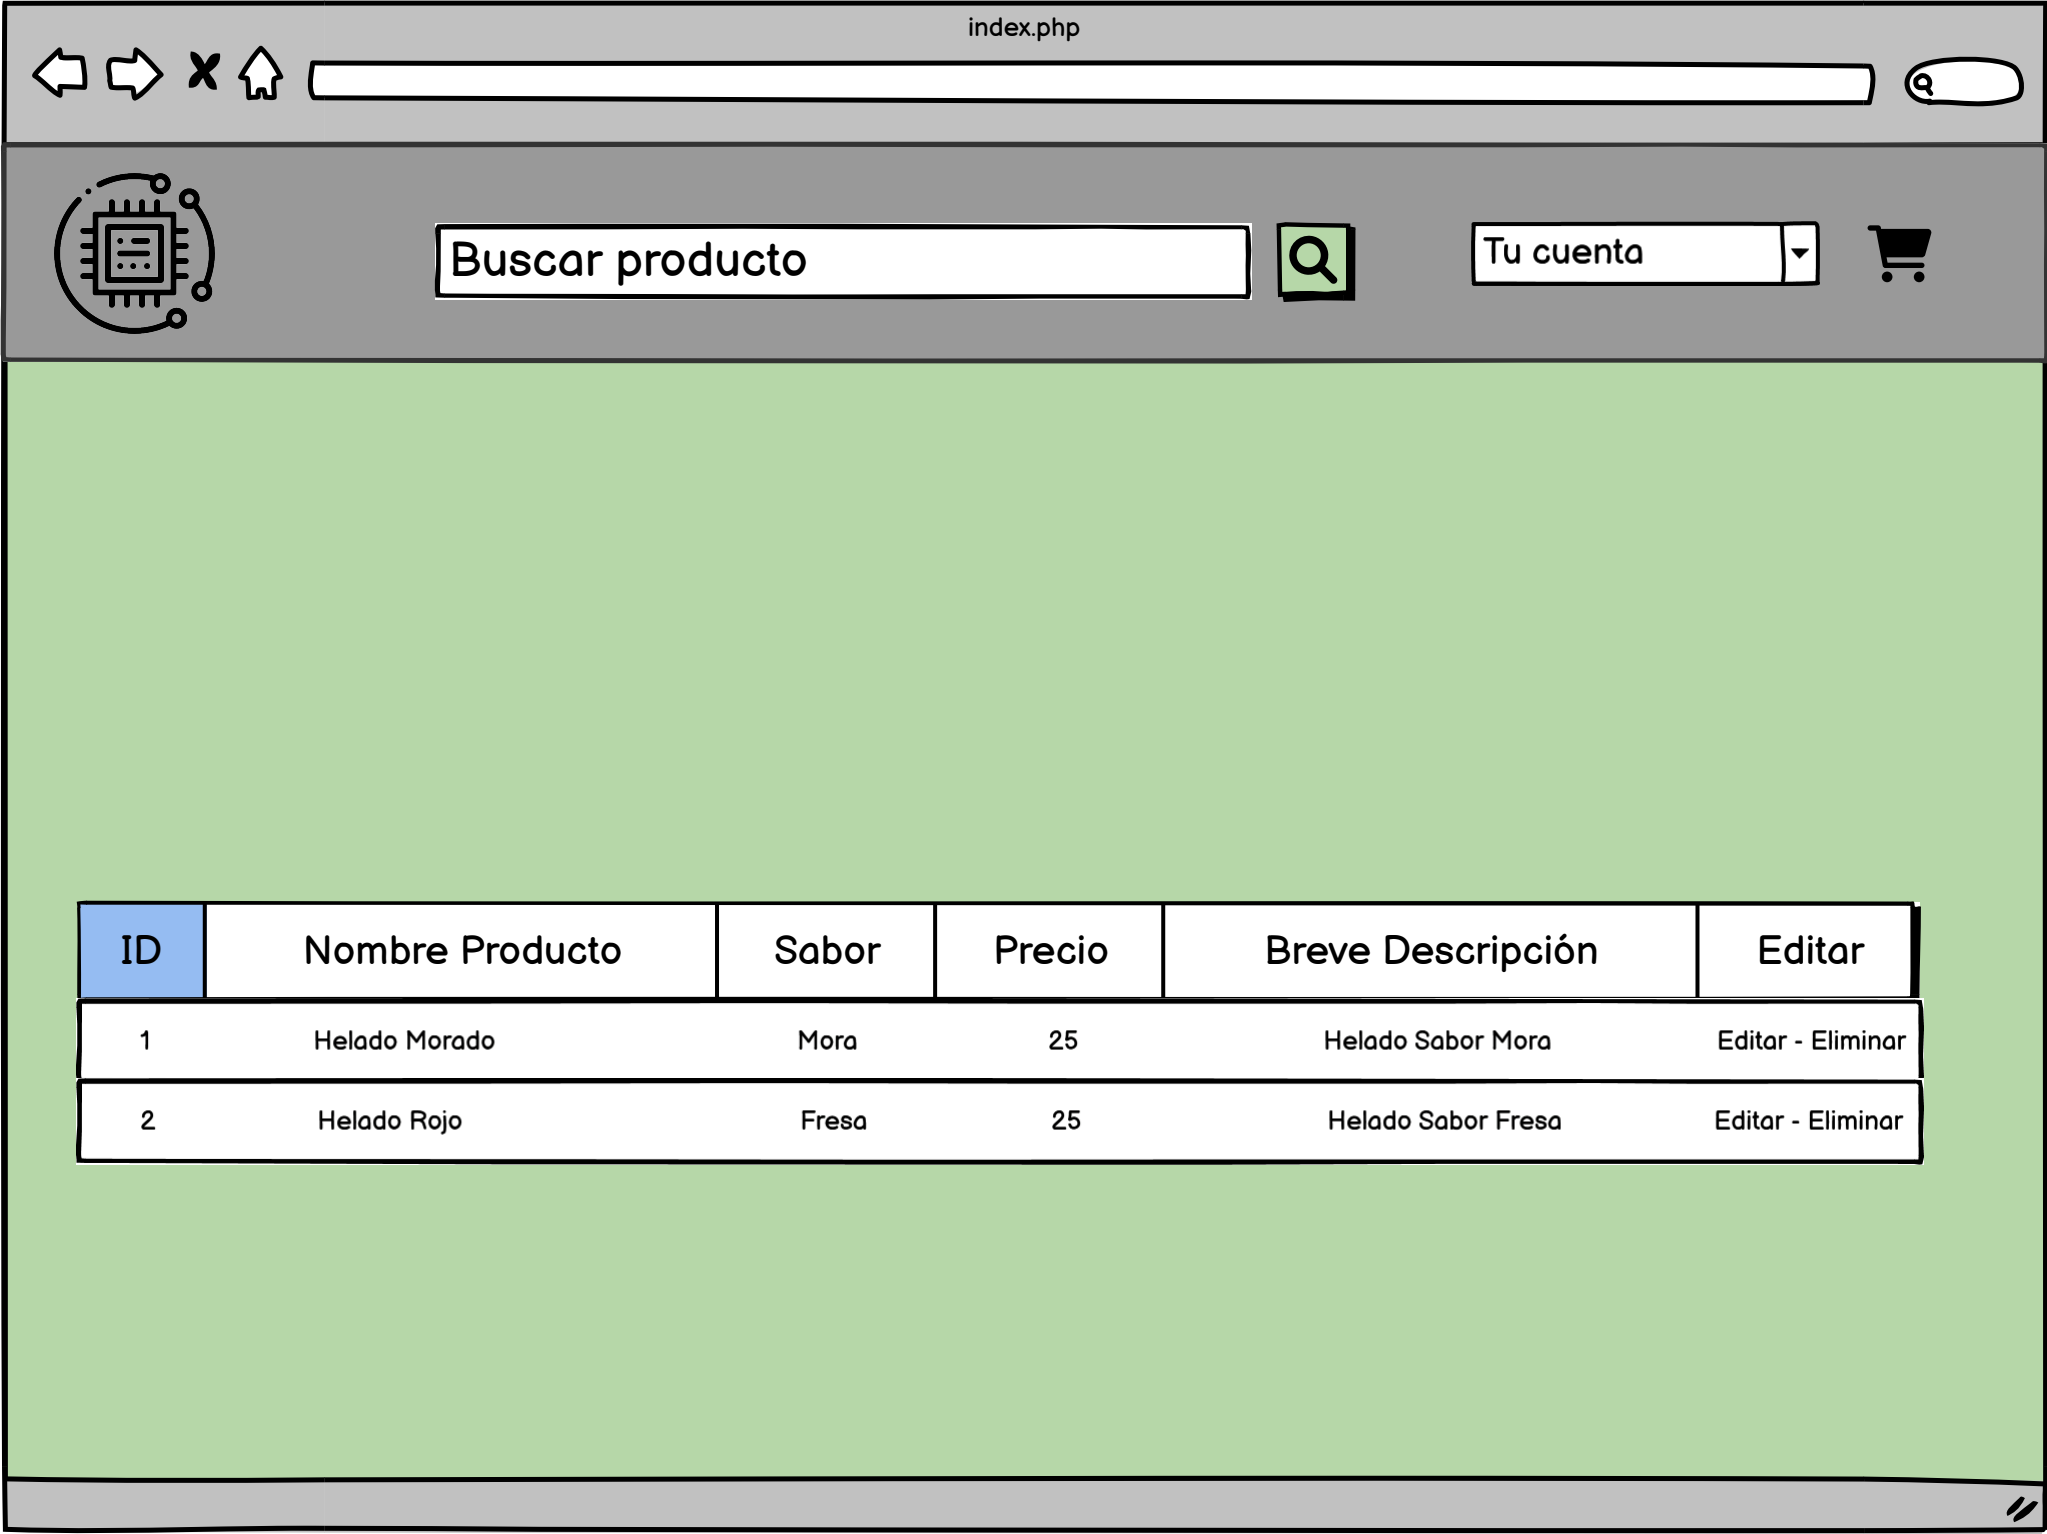 index.php
Buscar producto
Tu cuenta
ID Nombre Producto Sabor Precio Breve Descripción Editar
1 Helado Morado Mora 25 Helado Sabor Mora Editar - Eliminar
2 Helado Rojo Fresa 25 Helado Sabor Fresa Editar - Eliminar